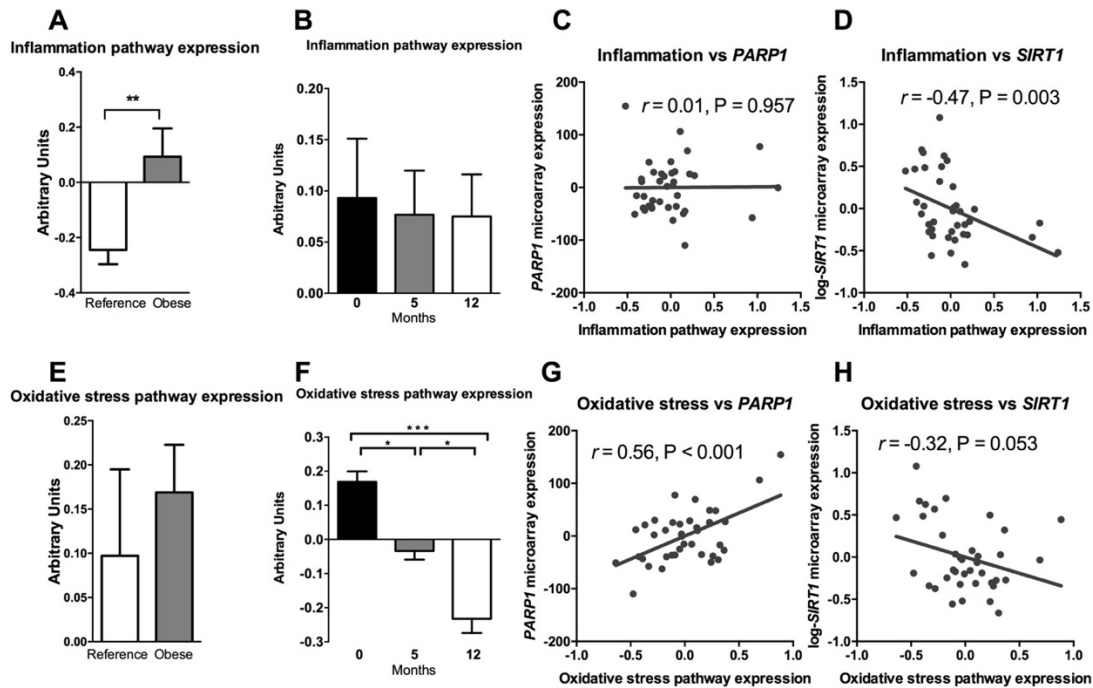 A
Inflammation pathway expression
Arbitrary Units
0.4
0.2
0.0
-0.2
-0.4
**
Reference Obese
B
Inflammation pathway expression
Arbitrary Units
0.20
0.15
0.10
0.05
0.00
0 5 12
Months
C
Inflammation vs PARP1
r = 0.01, P = 0.957
PARP1 microarray expression
200
100
0
-100
-200
-1.0 -0.5 0.0 0.5 1.0 1.5
Inflammation pathway expression
D
Inflammation vs SIRT1
r = -0.47, P = 0.003
log-SIRT1 microarray expression
1.5
1.0
0.5
0.0
-0.5
-1.0
-1.0 -0.5 0.0 0.5 1.0 1.5
Inflammation pathway expression
E
Oxidative stress pathway expression
Arbitrary Units
0.25
0.20
0.15
0.10
0.05
0.00
Reference Obese
F
Oxidative stress pathway expression
Arbitrary Units
0.3
0.2
0.1
0.0
-0.1
-0.2
-0.3
***
* *
0 5 12
Months
G
Oxidative stress vs PARP1
r = 0.56, P < 0.001
PARP1 microarray expression
200
100
0
-100
-200
-1.0 -0.5 0.0 0.5 1.0
Oxidative stress pathway expression
H
Oxidative stress vs SIRT1
r = -0.32, P = 0.053
log-SIRT1 microarray expression
1.5
1.0
0.5
0.0
-0.5
-1.0
-1.0 -0.5 0.0 0.5 1.0
Oxidative stress pathway expression